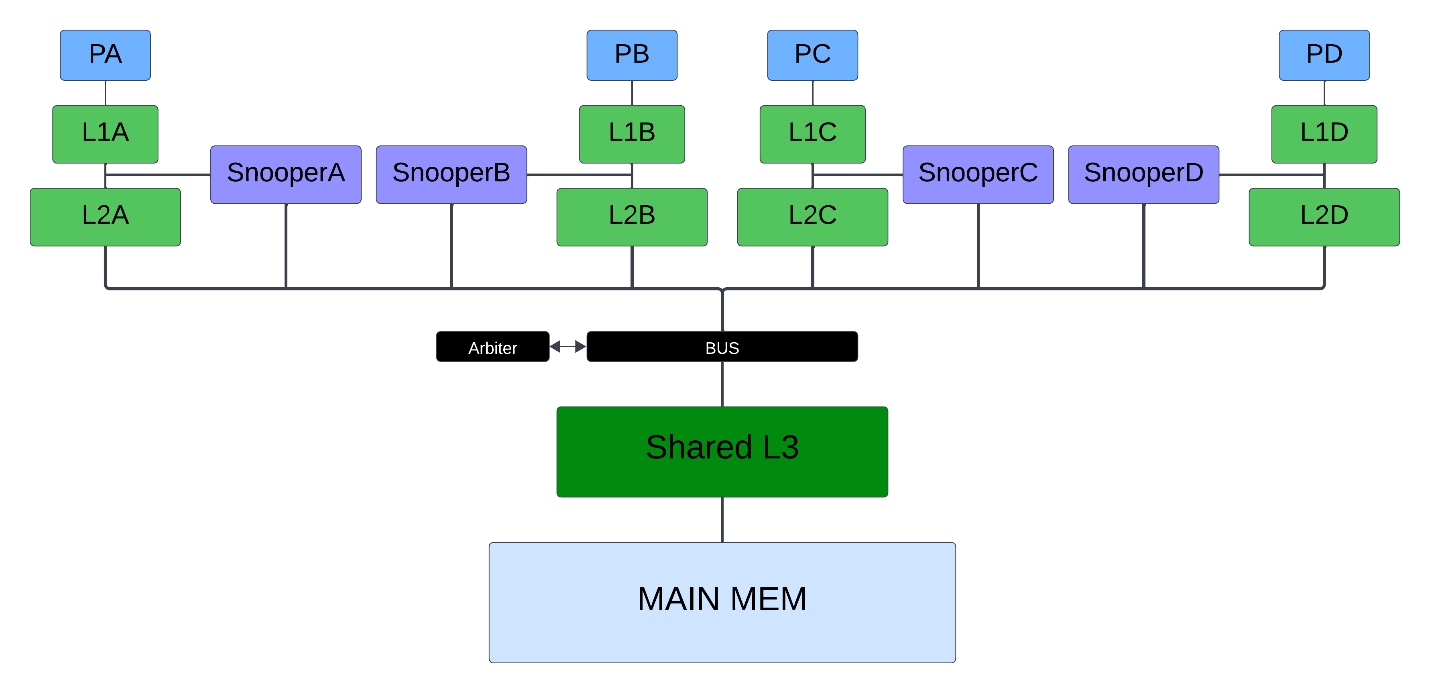 PA
PB
PC
PD
L1A
L1B
L1C
L1D
SnooperA
SnooperB
SnooperC
SnooperD
L2A
L2B
L2C
L2D
Arbiter
BUS
Shared L3
MAIN MEM